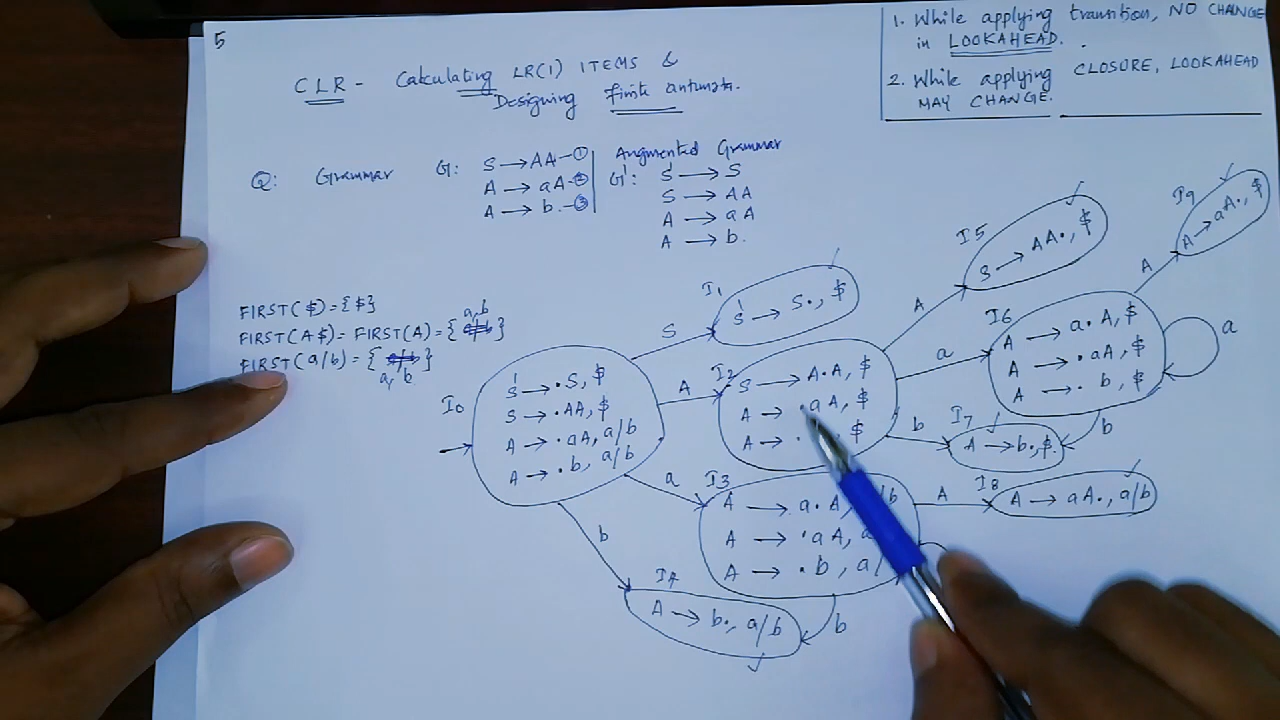 5
1. While applying transition, NO CHANGE
in LOOKAHEAD.
2. While applying CLOSURE, LOOKAHEAD
MAY CHANGE.
CLR - Calculating LR(1) ITEMS &
Designing finite automata.
Q: Grammar G: S → AA - ①
A → aA - ②
A → b. - ③
Augmented Grammar
G': S' → S
S → AA
A → aA
A → b.
FIRST($) = {$}
FIRST(A$) = FIRST(A) = { a/b }
a, b
FIRST(a/b) = { a/b }
a, b
I0
S' → ·S, $
S → ·AA, $
A → ·aA, a/b
A → ·b, a/b
S
I1
S' → S·, $
A
I2
S → A·A, $
A → ·aA, $
A → · , $
a
I3
A → a·A, a/b
A → ·aA, a
A → ·b, a/
b
I4
A → b·, a/b
b
A
I5
S → AA·, $
a
I6
A → a·A, $
A → ·aA, $
A → ·b, $
a
b
I7
A → b·, $
b
A
I8
A → aA·, a/b
A
I9
A → aA·, $